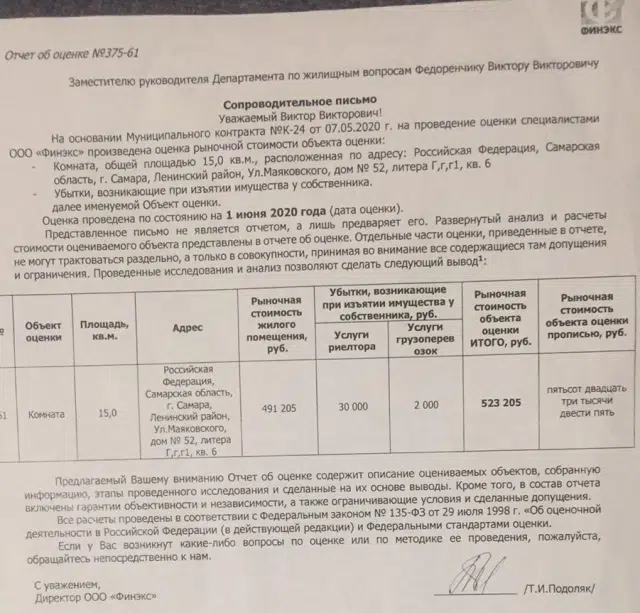 ФИНЭКС
Отчет об оценке №375-61
Заместителю руководителя Департамента по жилищным вопросам Федоренчику Виктору Викторовичу
Сопроводительное письмо
Уважаемый Виктор Викторович!
На основании Муниципального контракта №К-24 от 07.05.2020 г. на проведение оценки специалистами
ООО «Финэкс» произведена оценка рыночной стоимости объекта оценки:
- Комната, общей площадью 15,0 кв.м., расположенная по адресу: Российская Федерация, Самарская
область, г. Самара, Ленинский район, Ул.Маяковского, дом № 52, литера Г,г,г1, кв. 6
- Убытки, возникающие при изъятии имущества у собственника.
далее именуемой Объект оценки.
Оценка проведена по состоянию на 1 июня 2020 года (дата оценки).
Представленное письмо не является отчетом, а лишь предваряет его. Развернутый анализ и расчеты
стоимости оцениваемого объекта представлены в отчете об оценке. Отдельные части оценки, приведенные в отчете,
не могут трактоваться раздельно, а только в совокупности, принимая во внимание все содержащиеся там допущения
и ограничения. Проведенные исследования и анализ позволяют сделать следующий вывод¹:
Объект
оценки
Площадь,
кв.м.
Адрес
Рыночная
стоимость
жилого
помещения,
руб.
Убытки, возникающие
при изъятии имущества у
собственника, руб.
Услуги
риелтора
Услуги
грузоперев
озок
Рыночная
стоимость
объекта
оценки
ИТОГО, руб.
Рыночная
стоимость
объекта оценки
прописью, руб.
61
Комната
15,0
Российская
Федерация,
Самарская область,
г. Самара,
Ленинский район,
Ул.Маяковского,
дом № 52, литера
Г,г,г1, кв. 6
491 205
30 000
2 000
523 205
пятьсот двадцать
три тысячи
двести пять
Предлагаемый Вашему вниманию Отчет об оценке содержит описание оцениваемых объектов, собранную
информацию, этапы проведенного исследования и сделанные на их основе выводы. Кроме того, в состав отчета
включены гарантии объективности и независимости, а также ограничивающие условия и сделанные допущения.
Все расчеты проведены в соответствии с Федеральным законом № 135-ФЗ от 29 июля 1998 г. «Об оценочной
деятельности в Российской Федерации (в действующей редакции) и Федеральными стандартами оценки.
Если у Вас возникнут какие-либо вопросы по оценке или по методике ее проведения, пожалуйста,
обращайтесь непосредственно к нам.
С уважением,
Директор ООО «Финэкс»
/Т.И.Подоляк/